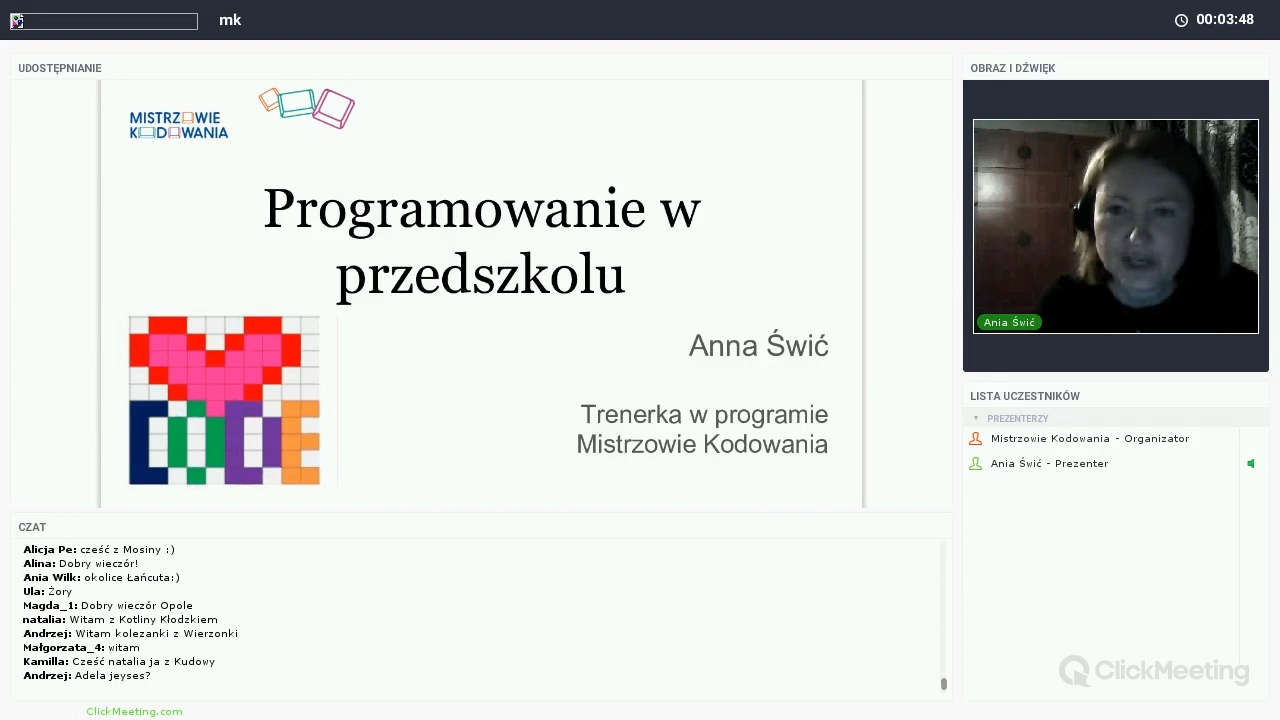 mk
00:03:48
UDOSTĘPNIANIE
MISTRZOWIE
KODOWANIA
Programowanie w
przedszkolu
CODE
Anna Świć
Trenerka w programie
Mistrzowie Kodowania
OBRAZ I DŹWIĘK
Ania Świć
LISTA UCZESTNIKÓW
PREZENTERZY
Mistrzowie Kodowania - Organizator
Ania Świć - Prezenter
CZAT
Alicja Pe: cześć z Mosiny :)
Alina: Dobry wieczór!
Ania Wilk: okolice Łańcuta:)
Ula: Żory
Magda_1: Dobry wieczór Opole
natalia: Witam z Kotliny Kłodzkiem
Andrzej: Witam kolezanki z Wierzonki
Małgorzata_4: witam
Kamilla: Cześć natalia ja z Kudowy
Andrzej: Adela jeyses?
ClickMeeting
ClickMeeting.com